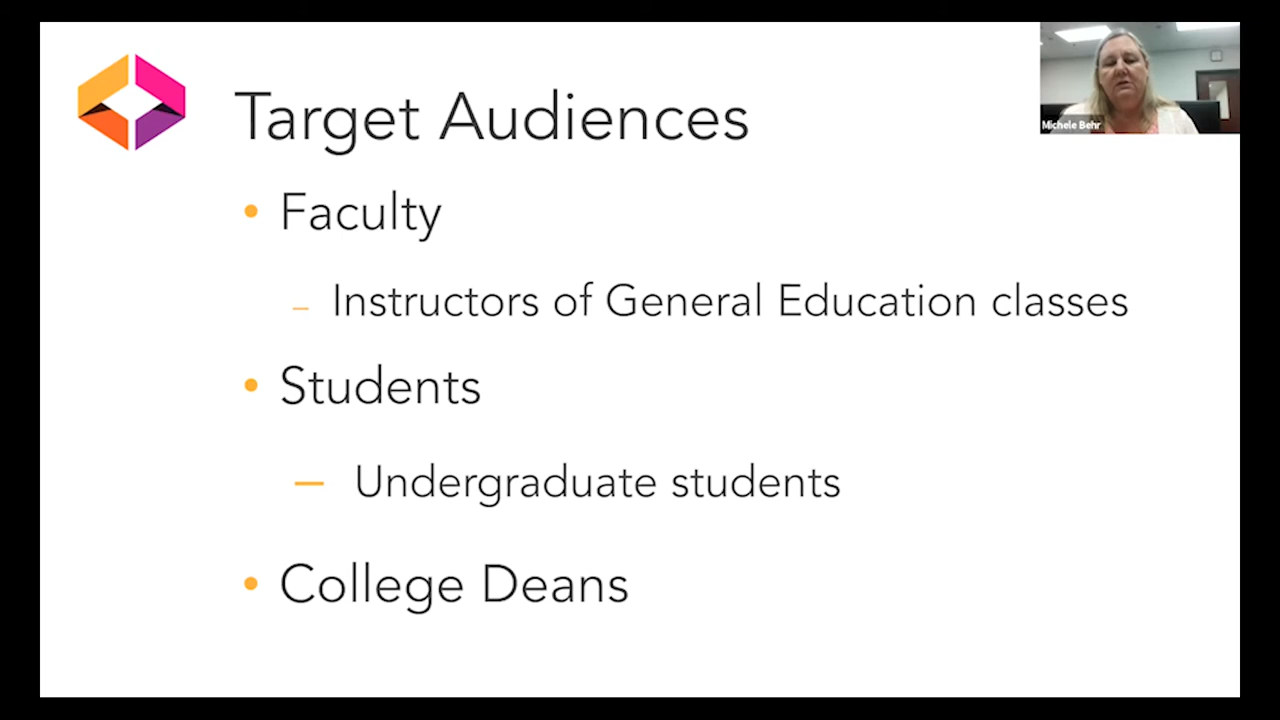 Target Audiences
Michele Behr
• Faculty
– Instructors of General Education classes
• Students
– Undergraduate students
• College Deans